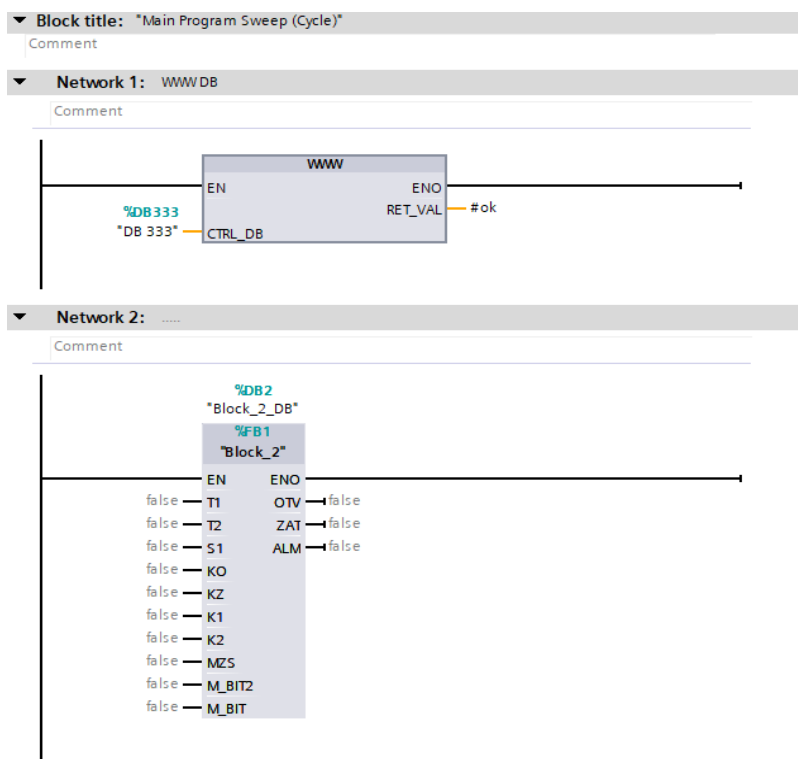 Block title: "Main Program Sweep (Cycle)"
Comment
Network 1: WWW DB
Comment
WWW
EN ENO
%DB333 RET_VAL #ok
"DB 333" CTRL_DB
Network 2: .....
Comment
%DB2
"Block_2_DB"
%FB1
"Block_2"
EN ENO
false T1 OTV false
false T2 ZAT false
false S1 ALM false
false KO
false KZ
false K1
false K2
false MZS
false M_BIT2
false M_BIT